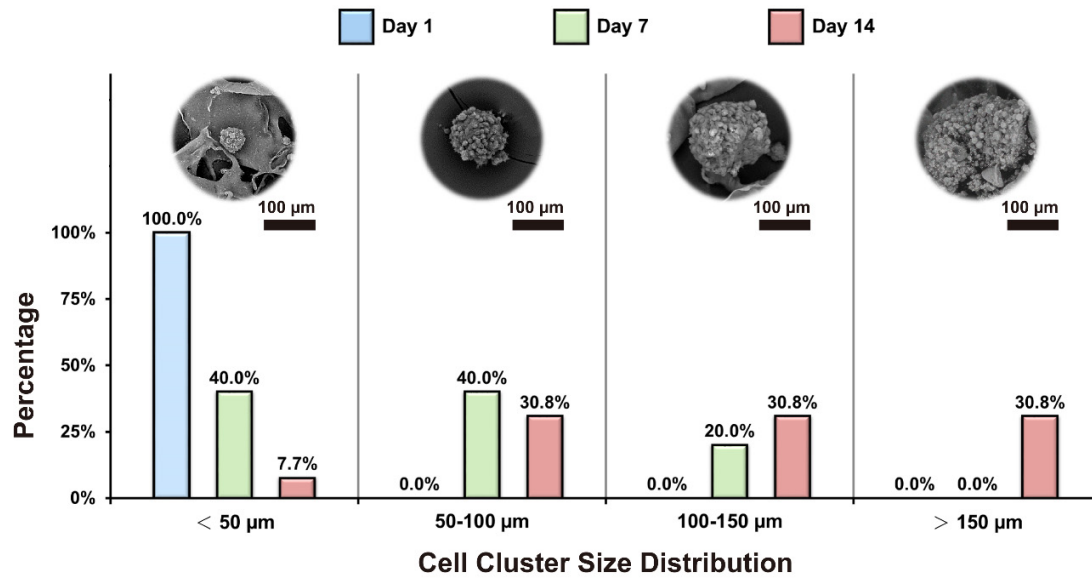 Day 1 Day 7 Day 14
100 μm 100 μm 100 μm 100 μm
100.0%
100%
75%
50%
40.0% 40.0%
30.8% 30.8% 30.8%
25%
20.0%
7.7%
0.0% 0.0% 0.0% 0.0%
0%
< 50 μm 50-100 μm 100-150 μm > 150 μm
Percentage
Cell Cluster Size Distribution